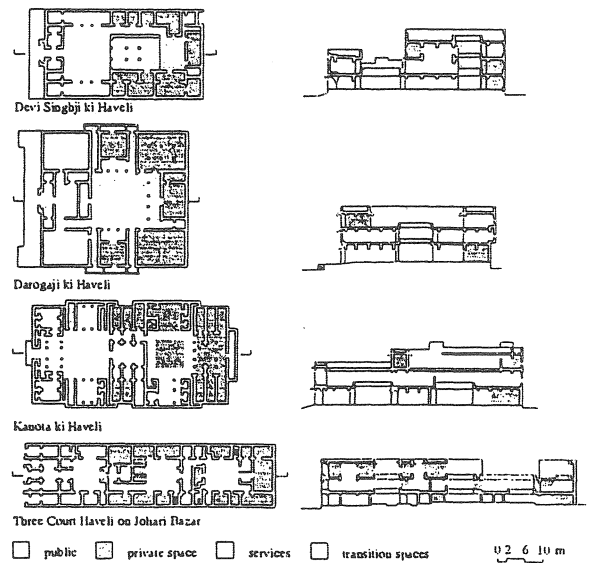 Devi Singhji ki Haveli
Darogaji ki Haveli
Kanota ki Haveli
Three Court Haveli on Johari Bazar
public private space services transition spaces
0 2 6 10 m